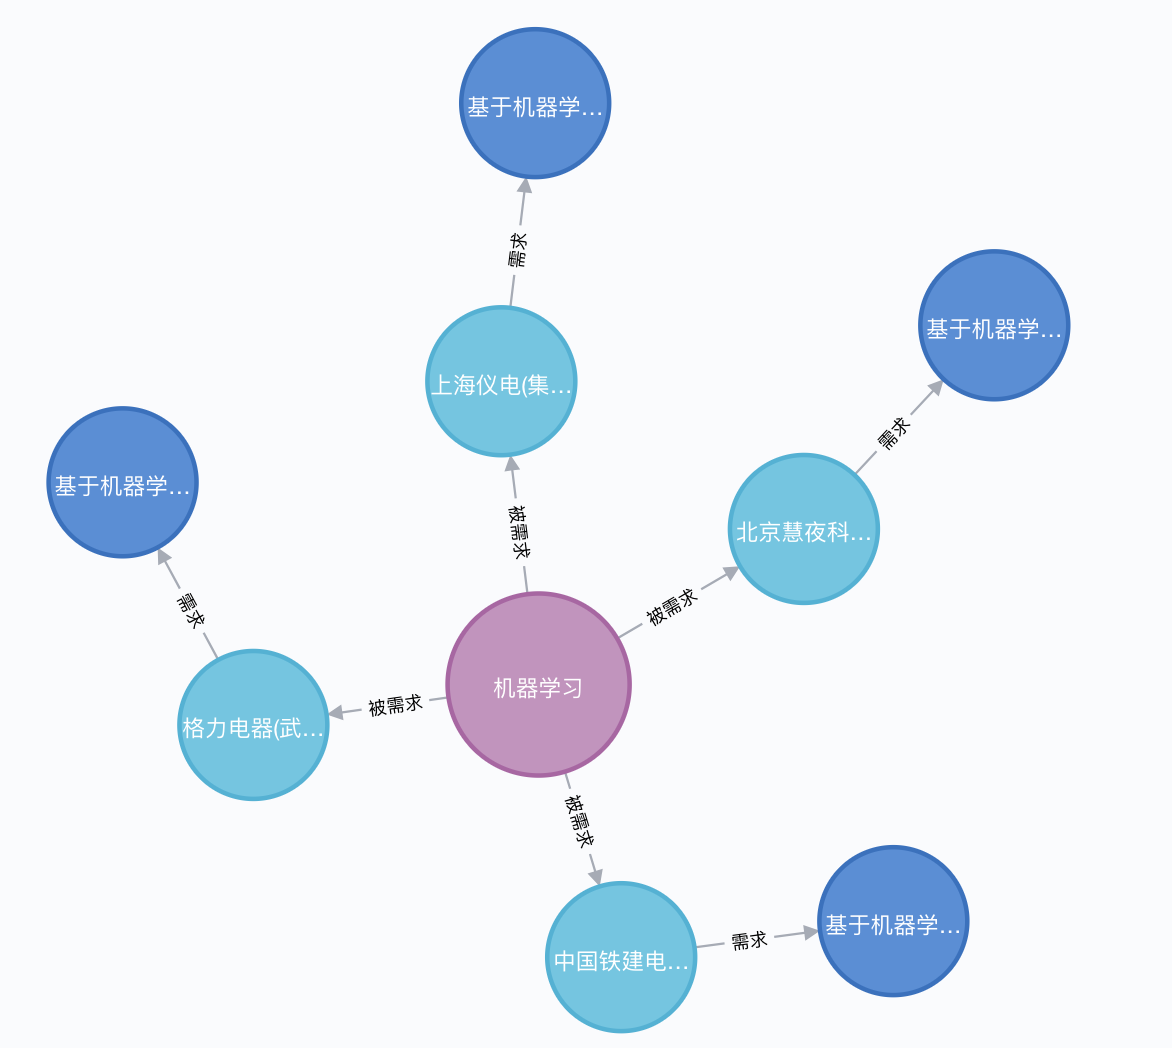 基于机器学…
需求
基于机器学…
上海仪电(集…
需求
基于机器学…
被需求
北京慧夜科…
被需求
需求
机器学习
被需求
格力电器(武…
被需求
基于机器学…
需求
中国铁建电…